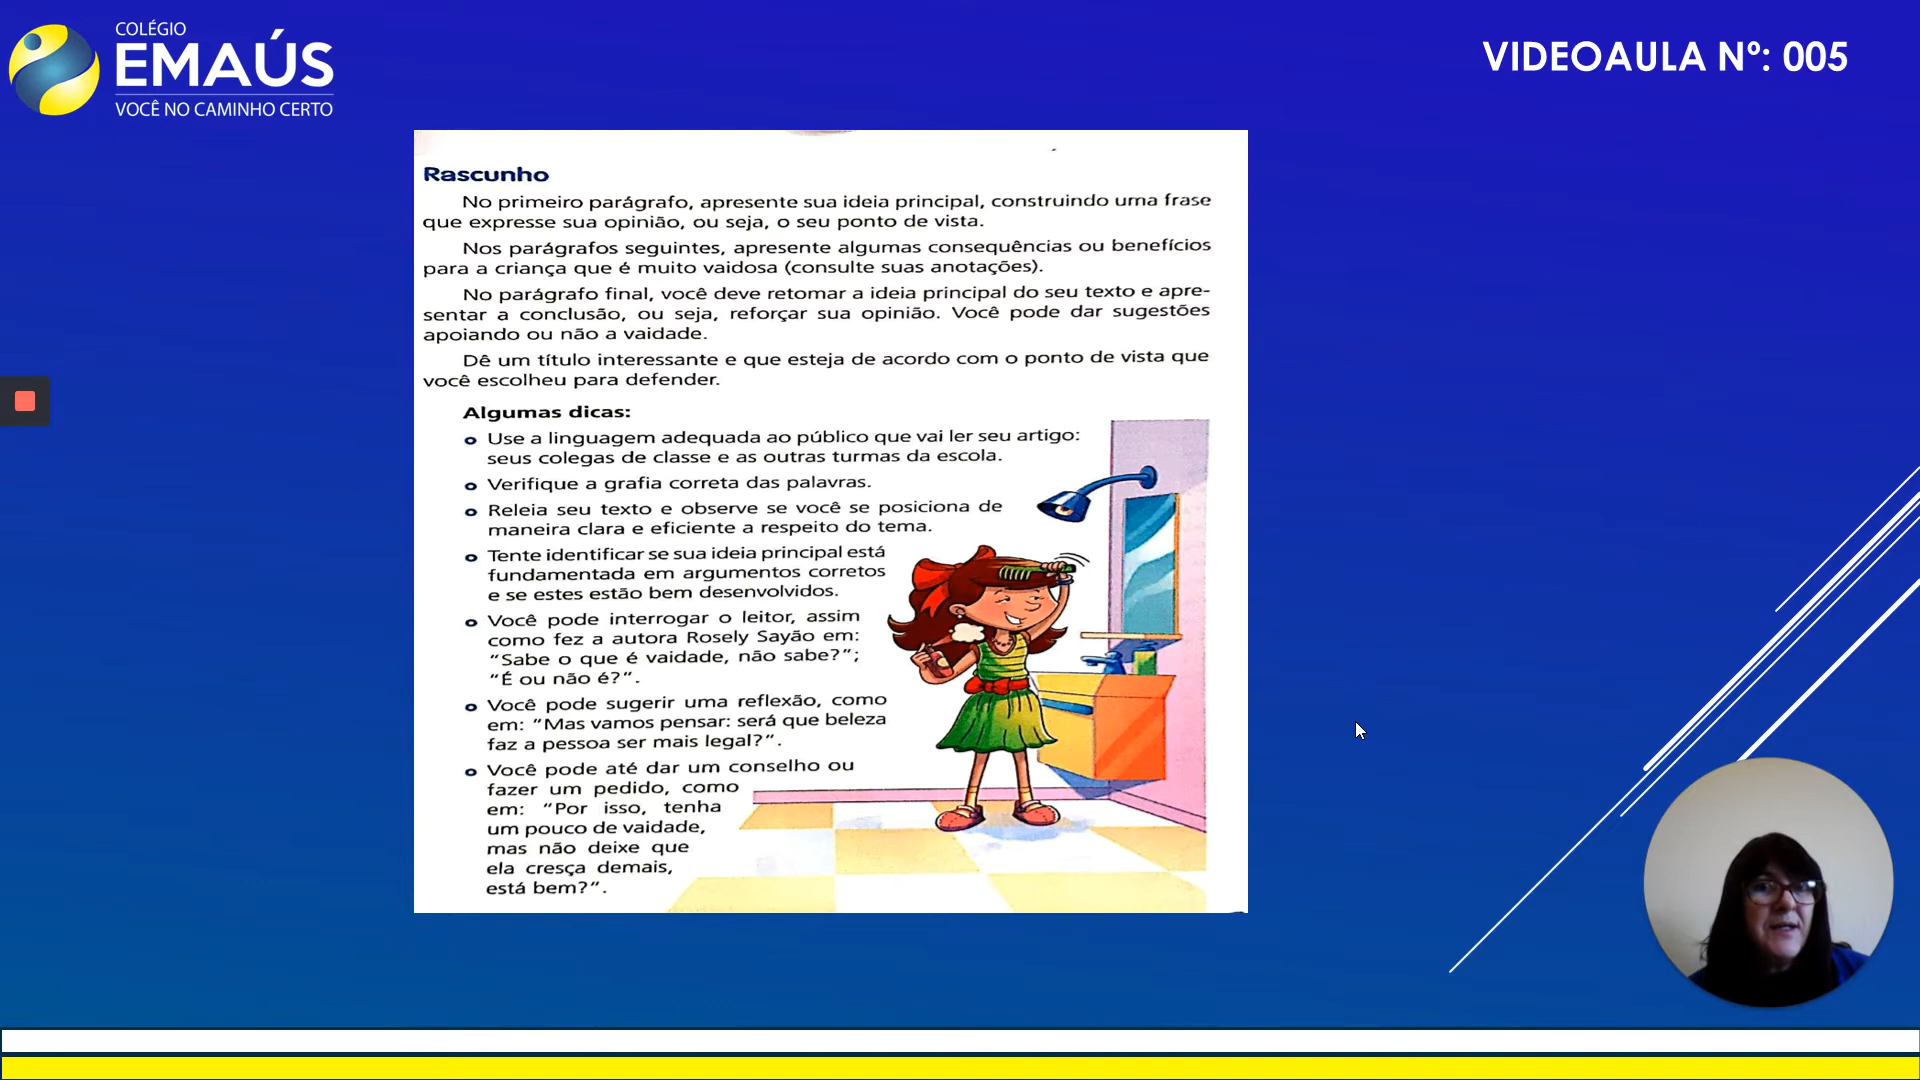 COLÉGIO
EMAÚS
VOCÊ NO CAMINHO CERTO
VIDEOAULA Nº: 005
Rascunho
No primeiro parágrafo, apresente sua ideia principal, construindo uma frase
que expresse sua opinião, ou seja, o seu ponto de vista.
Nos parágrafos seguintes, apresente algumas consequências ou benefícios
para a criança que é muito vaidosa (consulte suas anotações).
No parágrafo final, você deve retomar a ideia principal do seu texto e apre-
sentar a conclusão, ou seja, reforçar sua opinião. Você pode dar sugestões
apoiando ou não a vaidade.
Dê um título interessante e que esteja de acordo com o ponto de vista que
você escolheu para defender.
Algumas dicas:
Use a linguagem adequada ao público que vai ler seu artigo:
seus colegas de classe e as outras turmas da escola.
Verifique a grafia correta das palavras.
Releia seu texto e observe se você se posiciona de
maneira clara e eficiente a respeito do tema.
Tente identificar se sua ideia principal está
fundamentada em argumentos corretos
e se estes estão bem desenvolvidos.
Você pode interrogar o leitor, assim
como fez a autora Rosely Sayão em:
“Sabe o que é vaidade, não sabe?”;
“É ou não é?”.
Você pode sugerir uma reflexão, como
em: “Mas vamos pensar: será que beleza
faz a pessoa ser mais legal?”.
Você pode até dar um conselho ou
fazer um pedido, como
em: “Por isso, tenha
um pouco de vaidade,
mas não deixe que
ela cresça demais,
está bem?”.